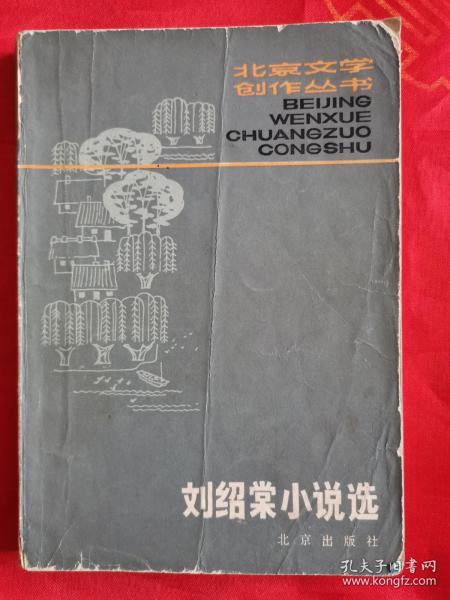 北京文学
创作丛书
BEIJING
WENXUE
CHUANGZUO
CONGSHU
刘绍棠小说选
北京出版社
孔夫子旧书网
www.kongfz.com